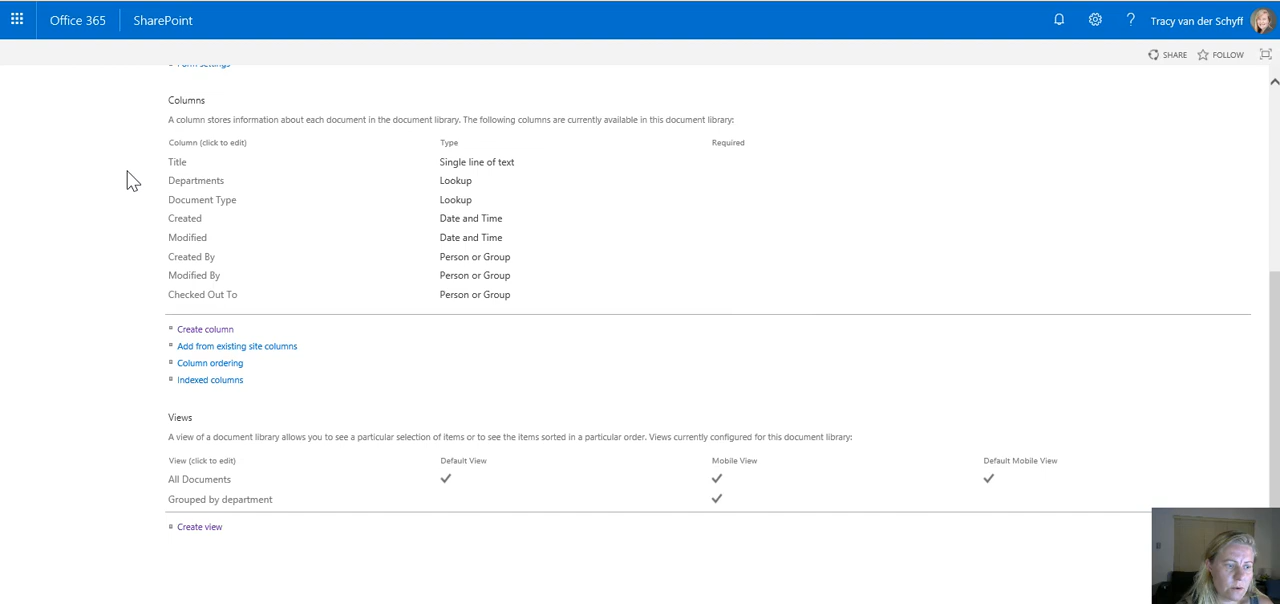 Office 365 SharePoint ? Tracy van der Schyff
SHARE FOLLOW
Form settings
Columns
A column stores information about each document in the document library. The following columns are currently available in this document library:
Column (click to edit) Type Required
Title Single line of text
Departments Lookup
Document Type Lookup
Created Date and Time
Modified Date and Time
Created By Person or Group
Modified By Person or Group
Checked Out To Person or Group
Create column
Add from existing site columns
Column ordering
Indexed columns
Views
A view of a document library allows you to see a particular selection of items or to see the items sorted in a particular order. Views currently configured for this document library:
View (click to edit) Default View Mobile View Default Mobile View
All Documents
Grouped by department
Create view